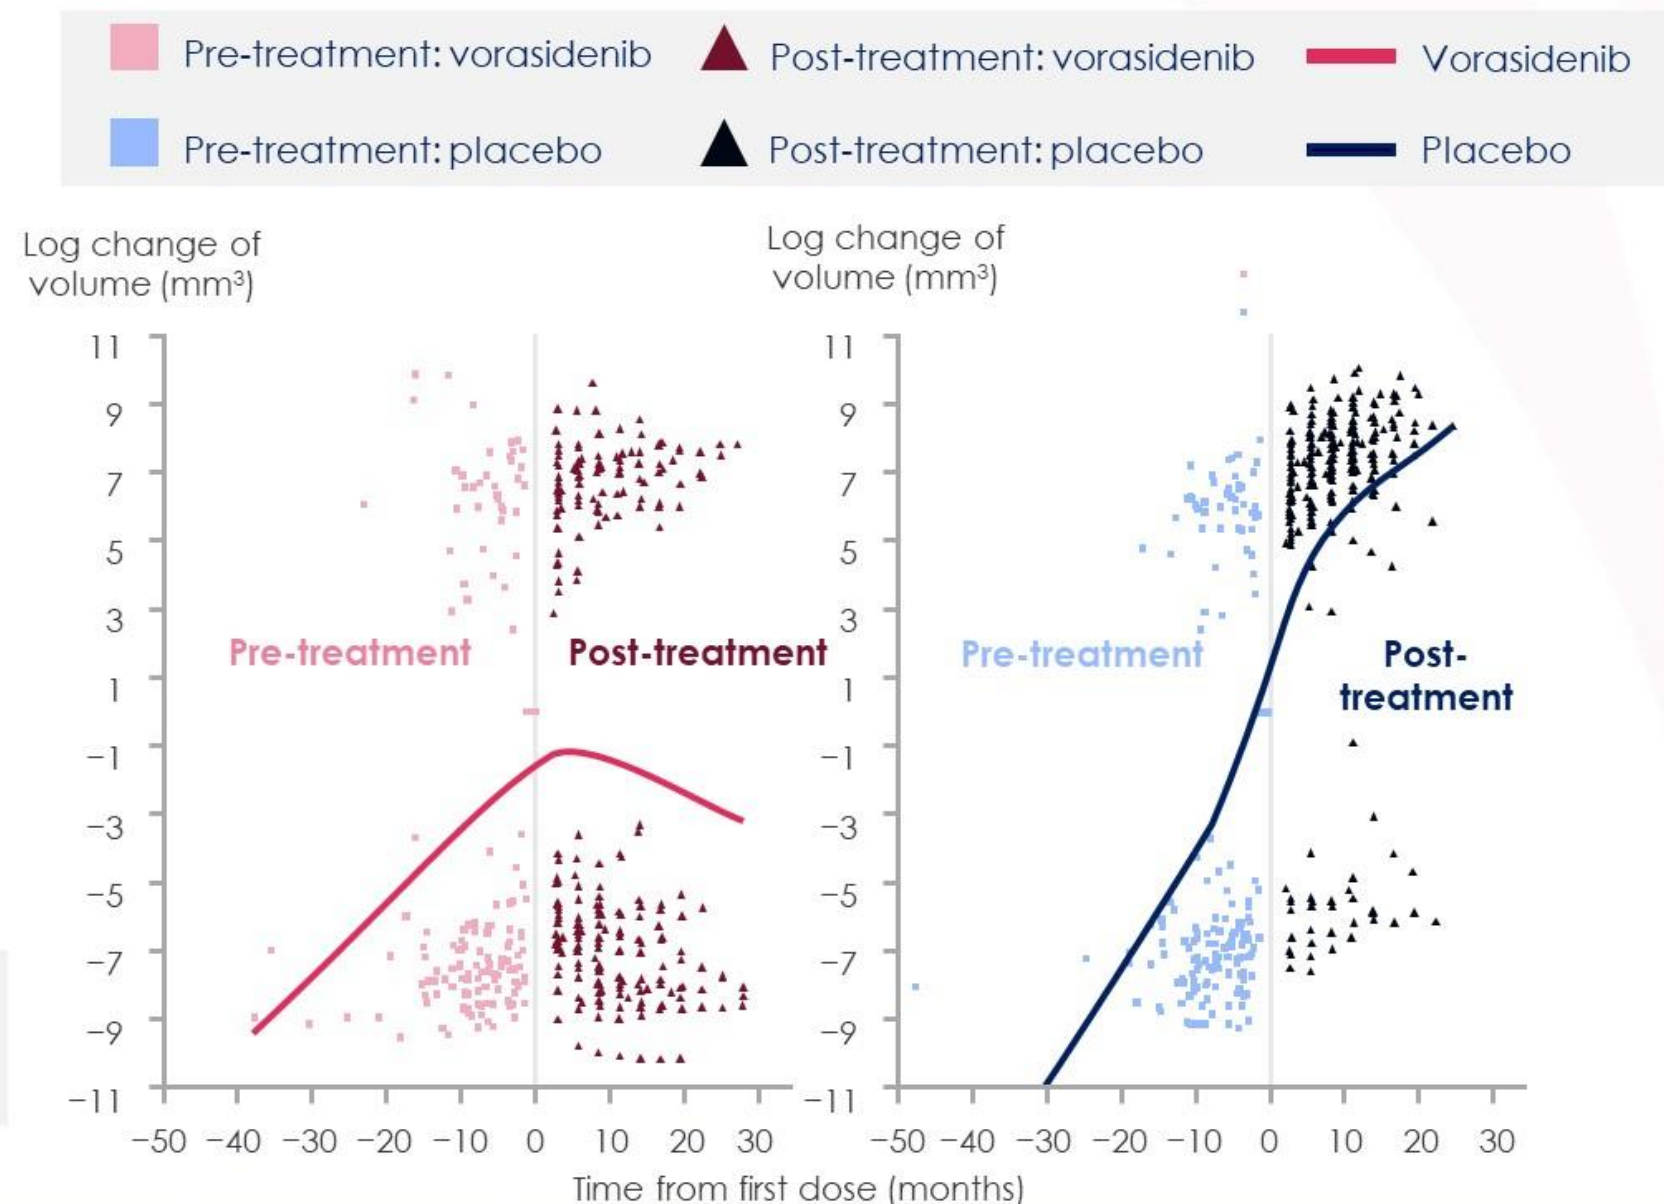 Pre-treatment: vorasidenib
Post-treatment: vorasidenib
Vorasidenib
Pre-treatment: placebo
Post-treatment: placebo
Placebo
Log change of
volume (mm³)
11
9
7
5
3
1
−1
−3
−5
−7
−9
−11
Pre-treatment
Post-treatment
−50 −40 −30 −20 −10 0 10 20 30
Log change of
volume (mm³)
11
9
7
5
3
1
−1
−3
−5
−7
−9
−11
Pre-treatment
Post-
treatment
−50 −40 −30 −20 −10 0 10 20 30
Time from first dose (months)